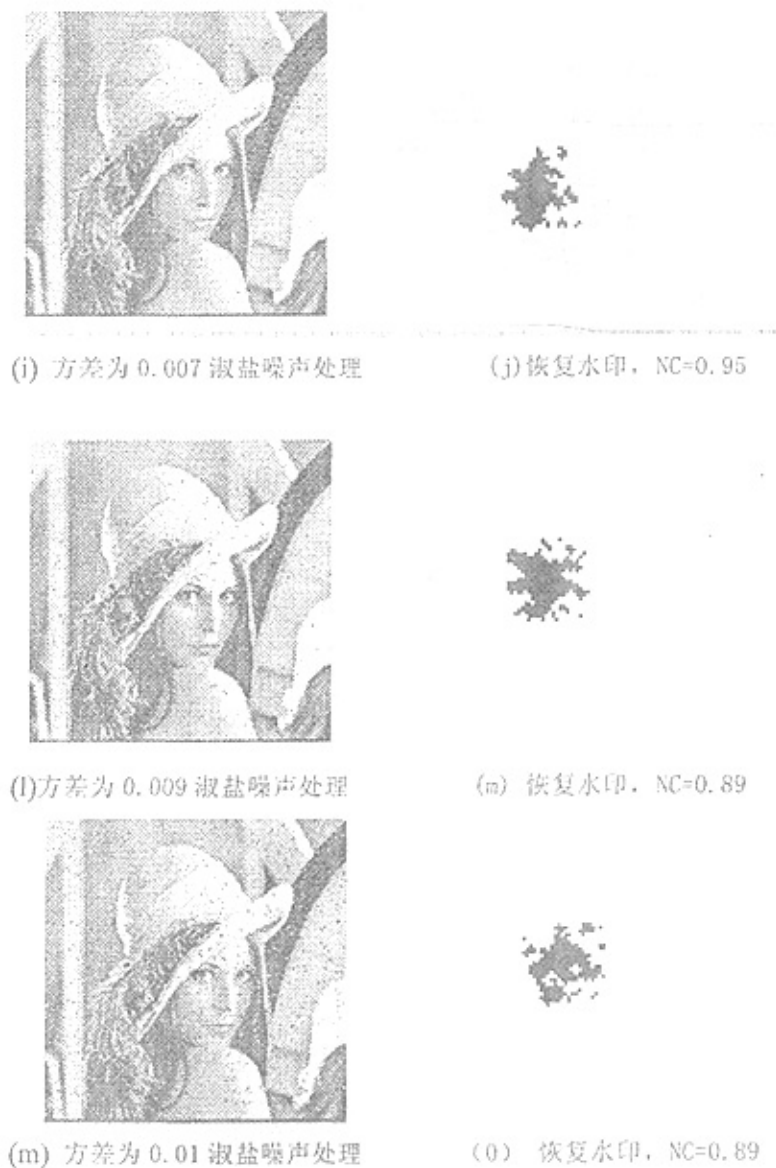 (i) 方差为 0.007 淑盐噪声处理
(j)恢复水印, NC=0.95
(l)方差为 0.009 淑盐噪声处理
(m) 恢复水印, NC=0.89
(m) 方差为 0.01 淑盐噪声处理
(0) 恢复水印, NC=0.89